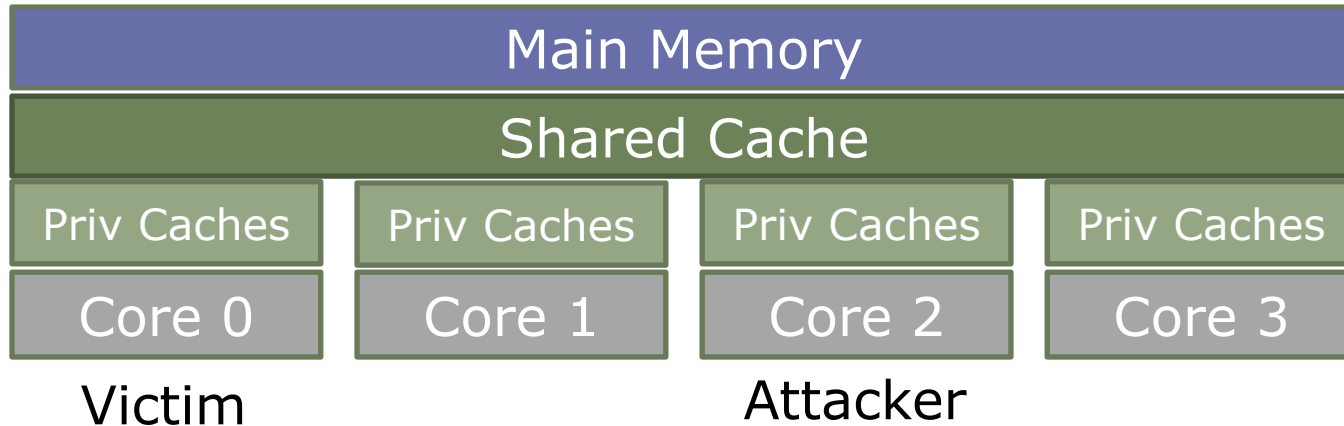 Main Memory
Shared Cache
Priv Caches Priv Caches Priv Caches Priv Caches
Core 0 Core 1 Core 2 Core 3
Victim Attacker